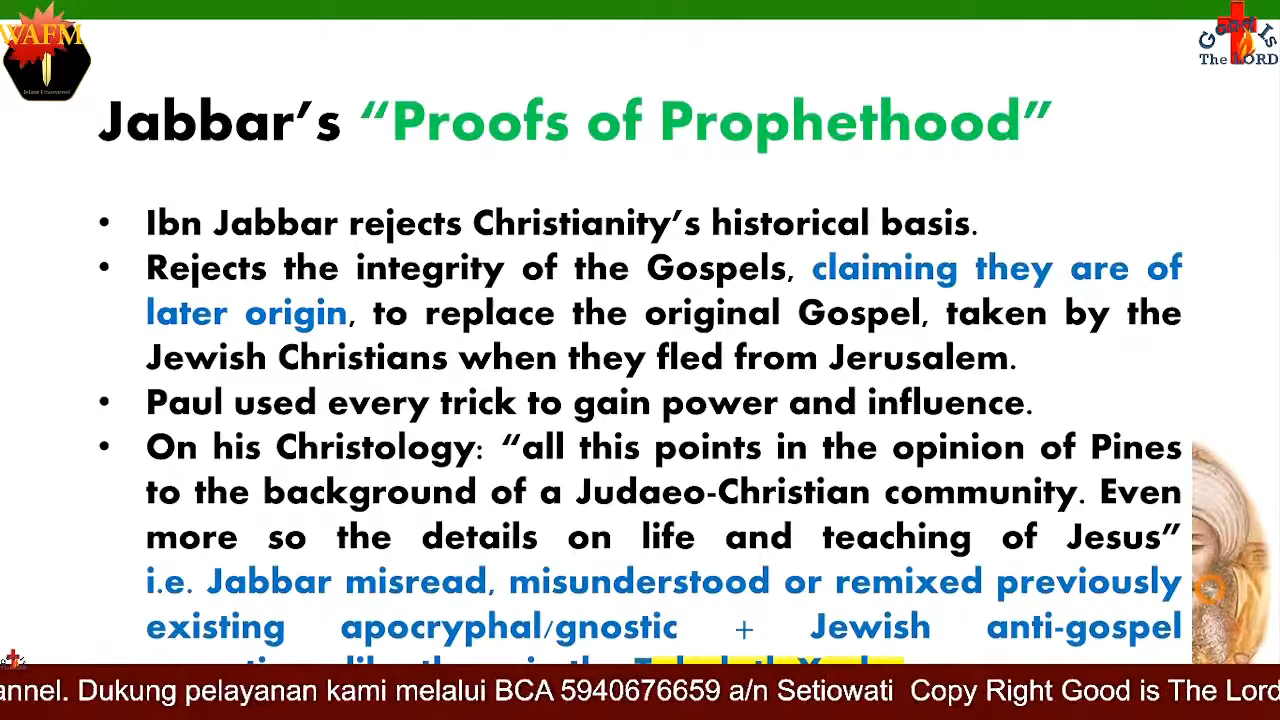 WAFM
Islam Uncovered
Good Is
The LORD
Jabbar’s “Proofs of Prophethood”
• Ibn Jabbar rejects Christianity’s historical basis.
• Rejects the integrity of the Gospels, claiming they are of
later origin, to replace the original Gospel, taken by the
Jewish Christians when they fled from Jerusalem.
• Paul used every trick to gain power and influence.
• On his Christology: “all this points in the opinion of Pines
to the background of a Judaeo-Christian community. Even
more so the details on life and teaching of Jesus”
i.e. Jabbar misread, misunderstood or remixed previously
existing apocryphal/gnostic + Jewish anti-gospel
annel. Dukung pelayanan kami melalui BCA 5940676659 a/n Setiowati Copy Right Good is The Lord